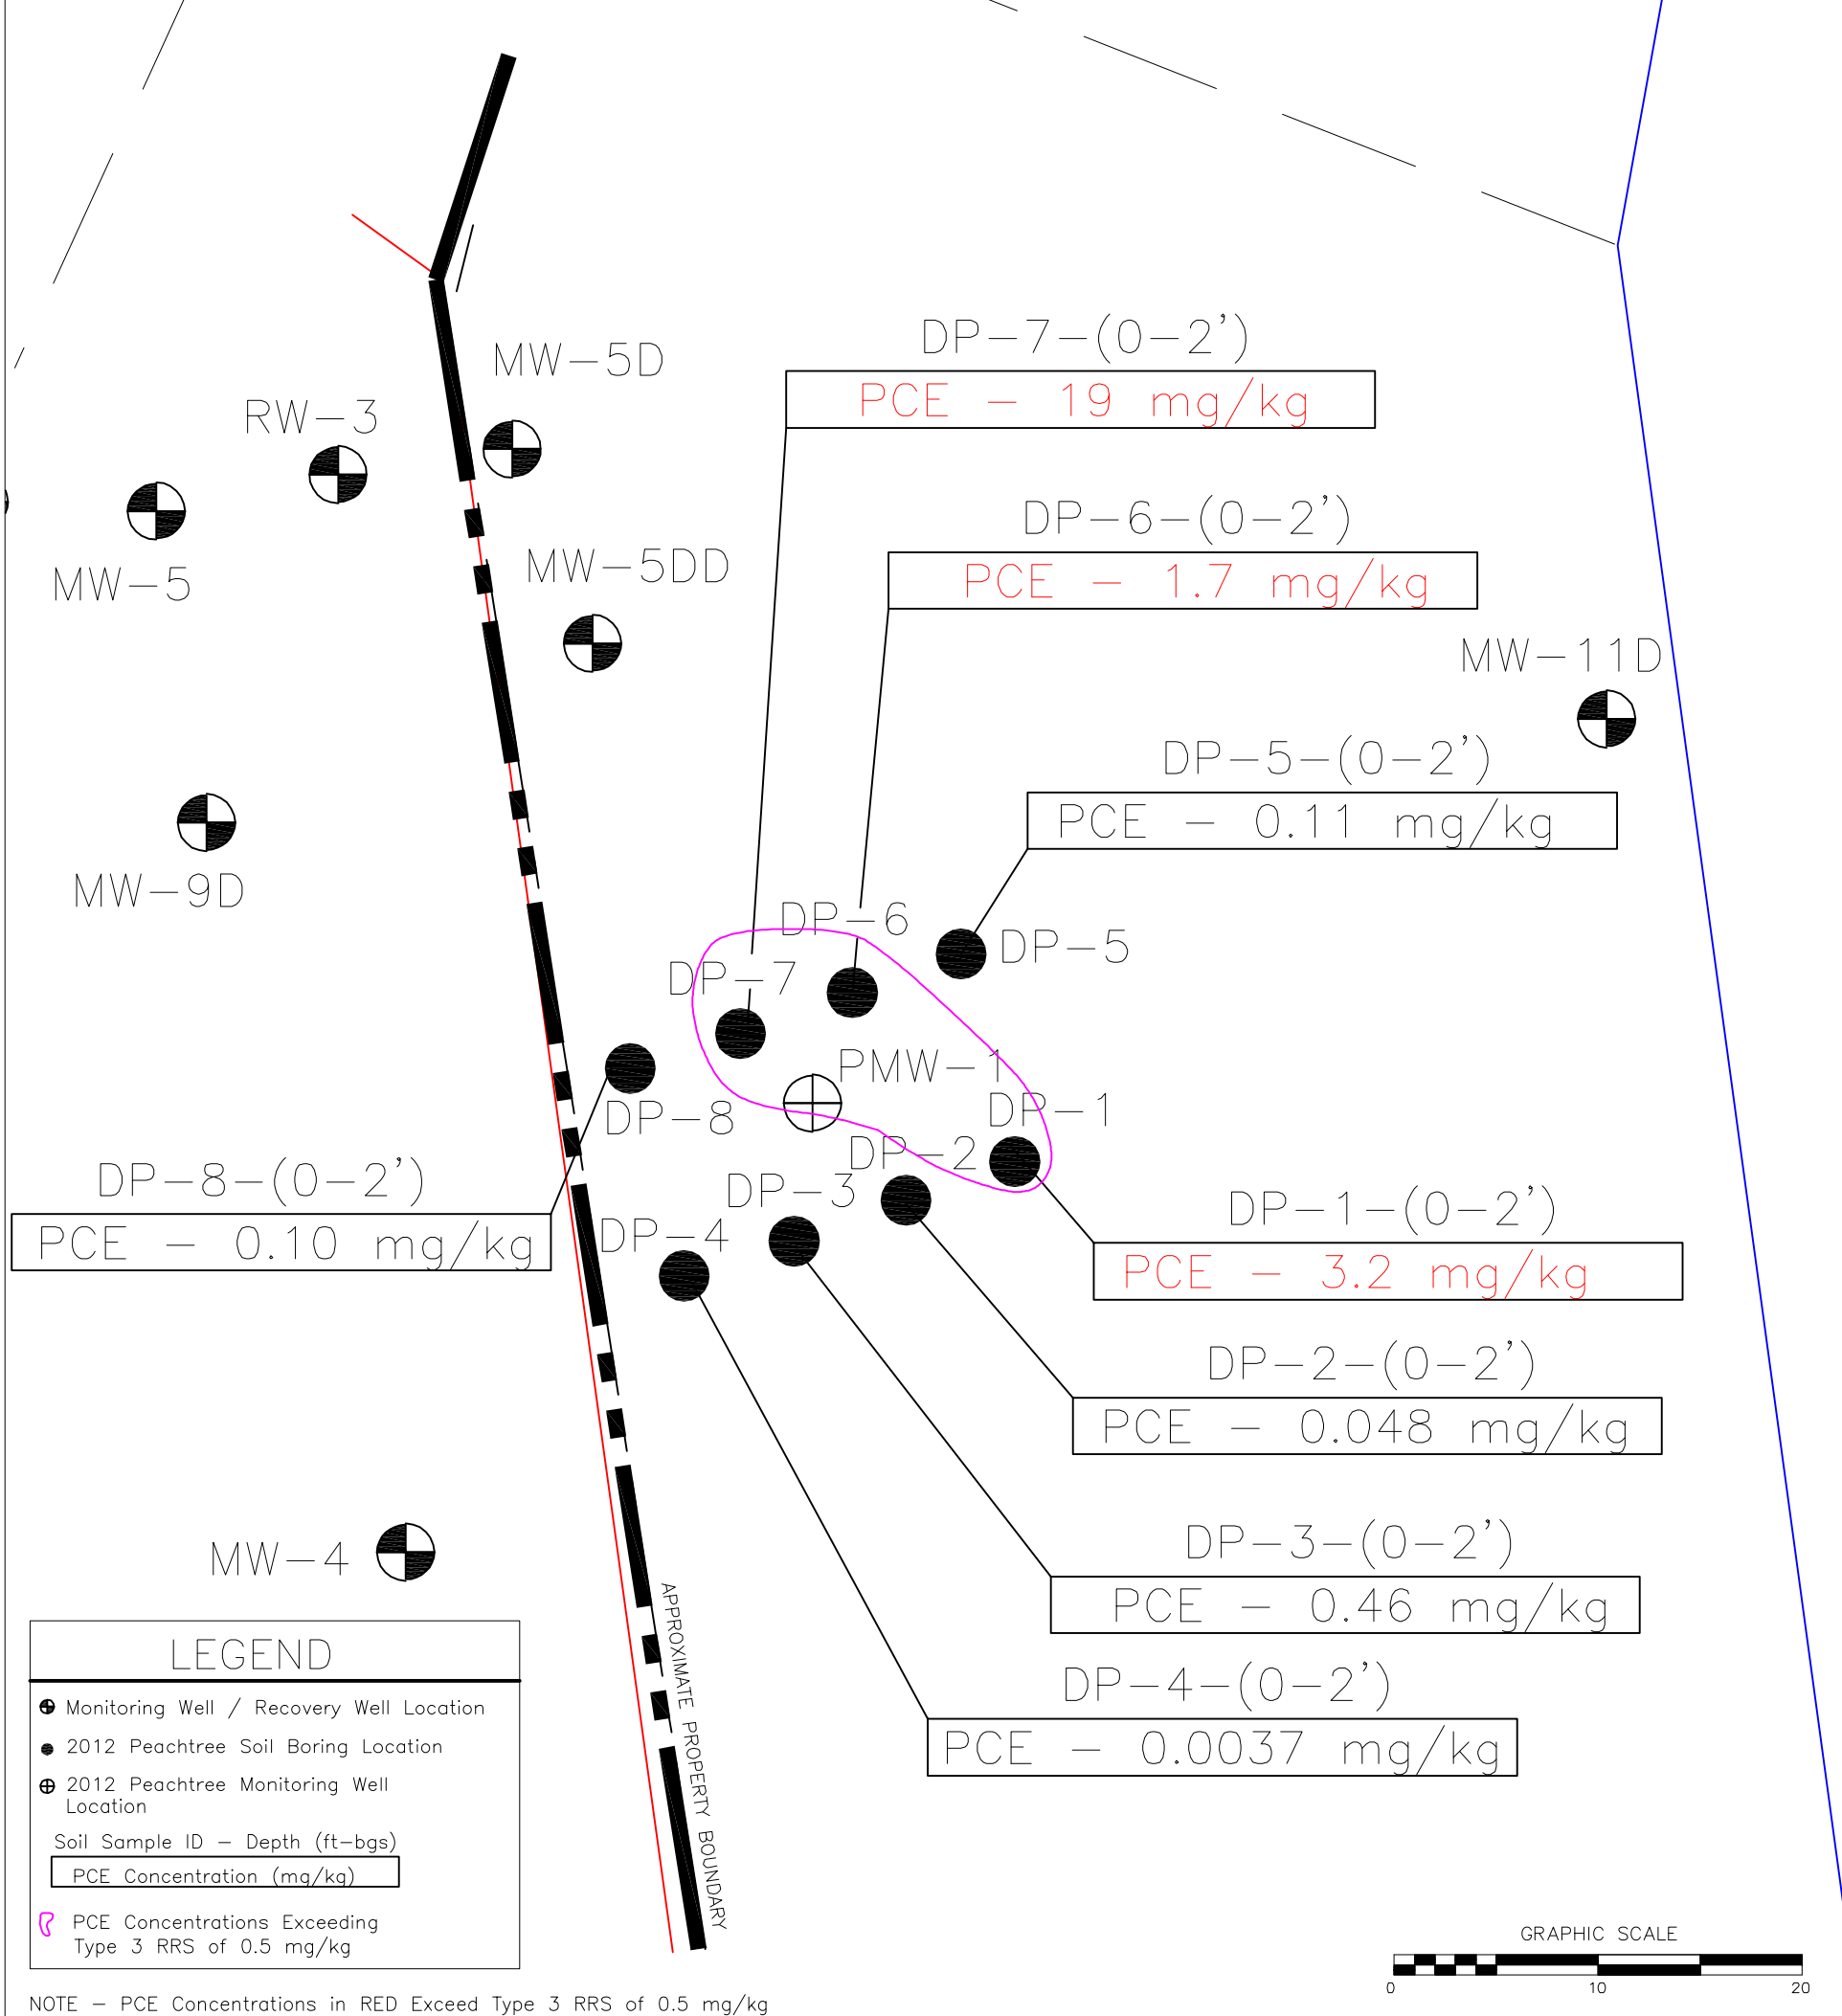 DP-7-(0-2')
PCE - 19 mg/kg
MW-5D
RW-3
DP-6-(0-2')
PCE - 1.7 mg/kg
MW-5
MW-5DD
MW-11D
DP-5-(0-2')
PCE - 0.11 mg/kg
MW-9D
DP-6
DP-5
DP-7
PMW-1
DP-8
DP-1
DP-2
DP-8-(0-2')
PCE - 0.10 mg/kg
DP-3
DP-4
DP-1-(0-2')
PCE - 3.2 mg/kg
DP-2-(0-2')
PCE - 0.048 mg/kg
DP-3-(0-2')
PCE - 0.46 mg/kg
MW-4
DP-4-(0-2')
PCE - 0.0037 mg/kg
APPROXIMATE PROPERTY BOUNDARY
LEGEND
Monitoring Well / Recovery Well Location
2012 Peachtree Soil Boring Location
2012 Peachtree Monitoring Well
Location
Soil Sample ID - Depth (ft-bgs)
PCE Concentration (mg/kg)
PCE Concentrations Exceeding
Type 3 RRS of 0.5 mg/kg
NOTE - PCE Concentrations in RED Exceed Type 3 RRS of 0.5 mg/kg
GRAPHIC SCALE
0 10 20